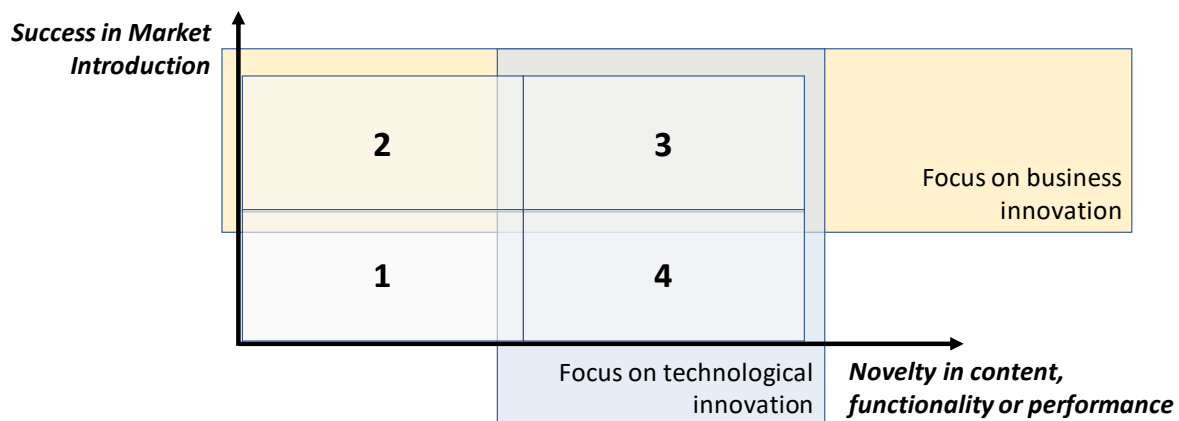 Success in Market
Introduction
2
3
Focus on business
innovation
1
4
Focus on technological
innovation
Novelty in content,
functionality or performance